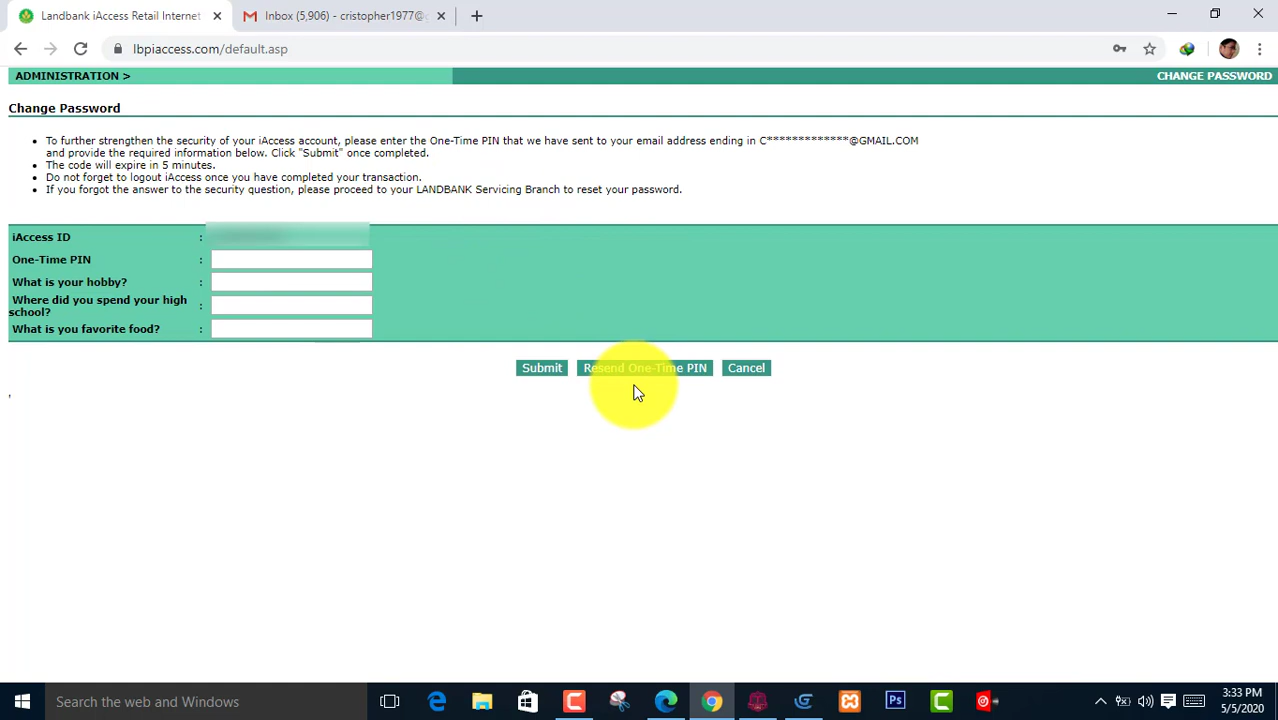 Landbank iAccess Retail Internet
Inbox (5,906) - cristopher1977@g
lbpiaccess.com/default.asp
ADMINISTRATION >
CHANGE PASSWORD
Change Password
To further strengthen the security of your iAccess account, please enter the One-Time PIN that we have sent to your email address ending in C*************@GMAIL.COM
and provide the required information below. Click "Submit" once completed.
The code will expire in 5 minutes.
Do not forget to logout iAccess once you have completed your transaction.
If you forgot the answer to the security question, please proceed to your LANDBANK Servicing Branch to reset your password.
iAccess ID :
One-Time PIN :
What is your hobby? :
Where did you spend your high
school? :
What is you favorite food? :
Submit Resend One-Time PIN Cancel
,
Search the web and Windows
3:33 PM
5/5/2020